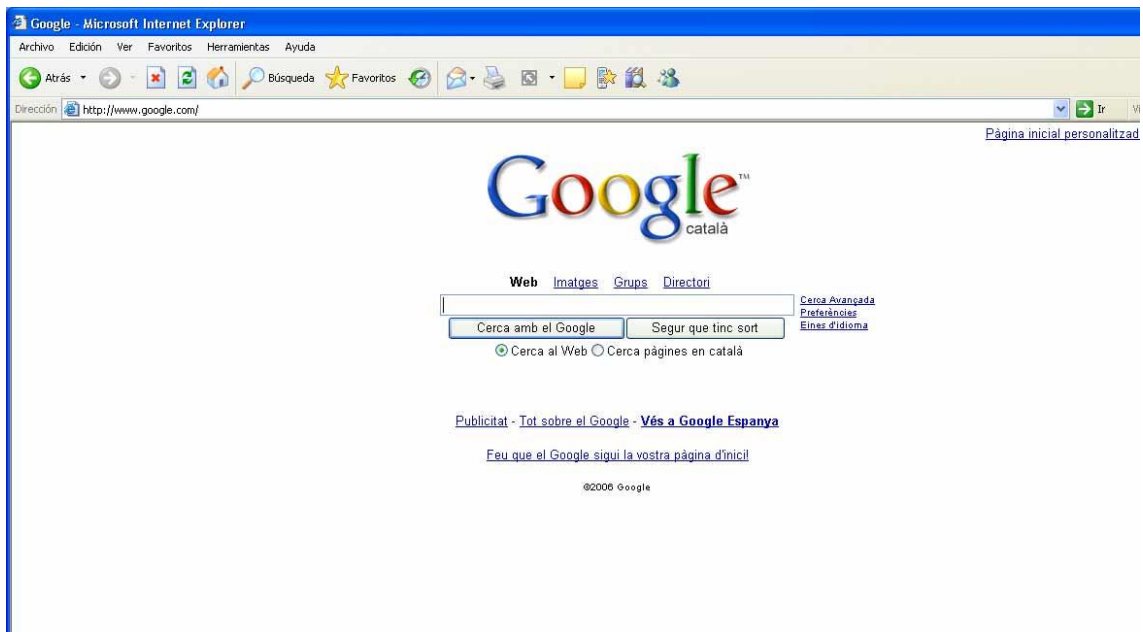 Google - Microsoft Internet Explorer
Archivo Edición Ver Favoritos Herramientas Ayuda
Atrás Búsqueda Favoritos
Dirección http://www.google.com/ Ir
Pàgina inicial personalitzad
Google™
català
Web Imatges Grups Directori
Cerca Avançada
Preferències
Eines d'idioma
Cerca amb el Google Segur que tinc sort
Cerca al Web Cerca pàgines en català
Publicitat - Tot sobre el Google - Vés a Google Espanya
Feu que el Google sigui la vostra pàgina d'inici!
©2006 Google